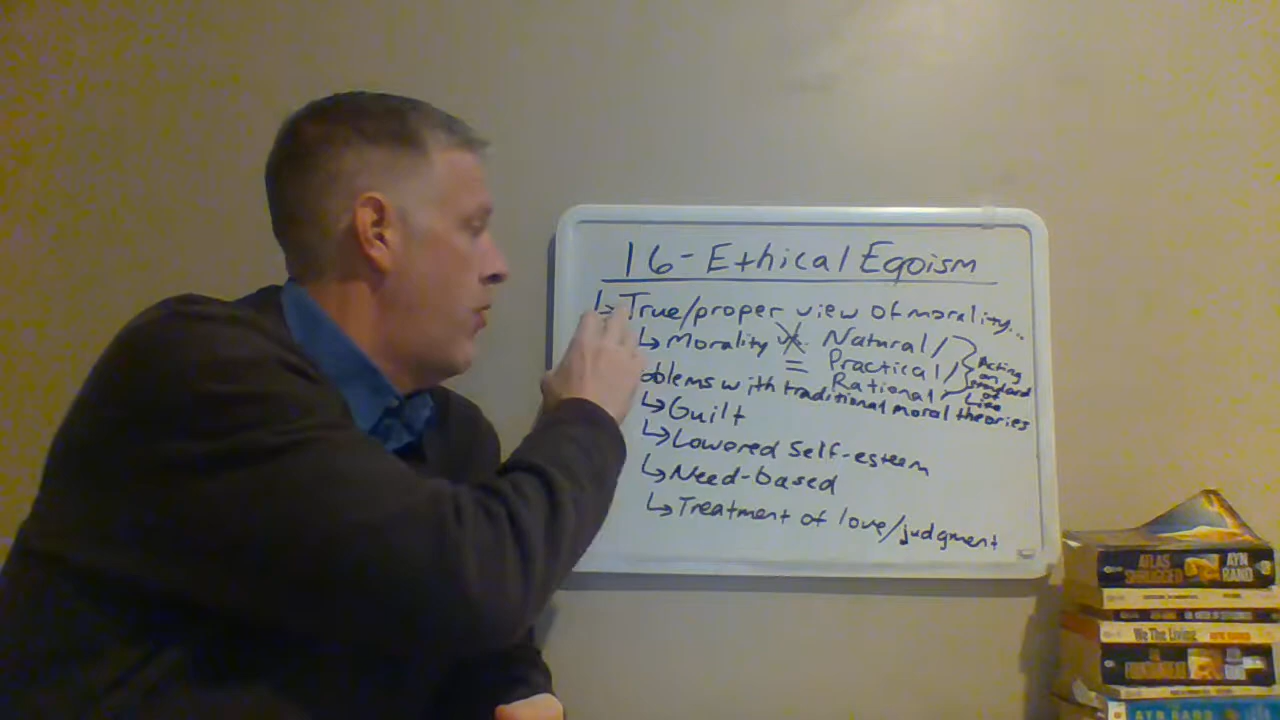 16- Ethical Egoism
↳ True/proper view of morality...
↳ Morality vs. Natural/
= Practical/
Rational
Acting
on
standard
of
Life
oblems with traditional moral theories
↳ Guilt
↳ Lowered Self-esteem
↳ Need-based
↳ Treatment of love/judgment
ATLAS
SHRUGGED
AYN
RAND
We The Living
AYN RAND